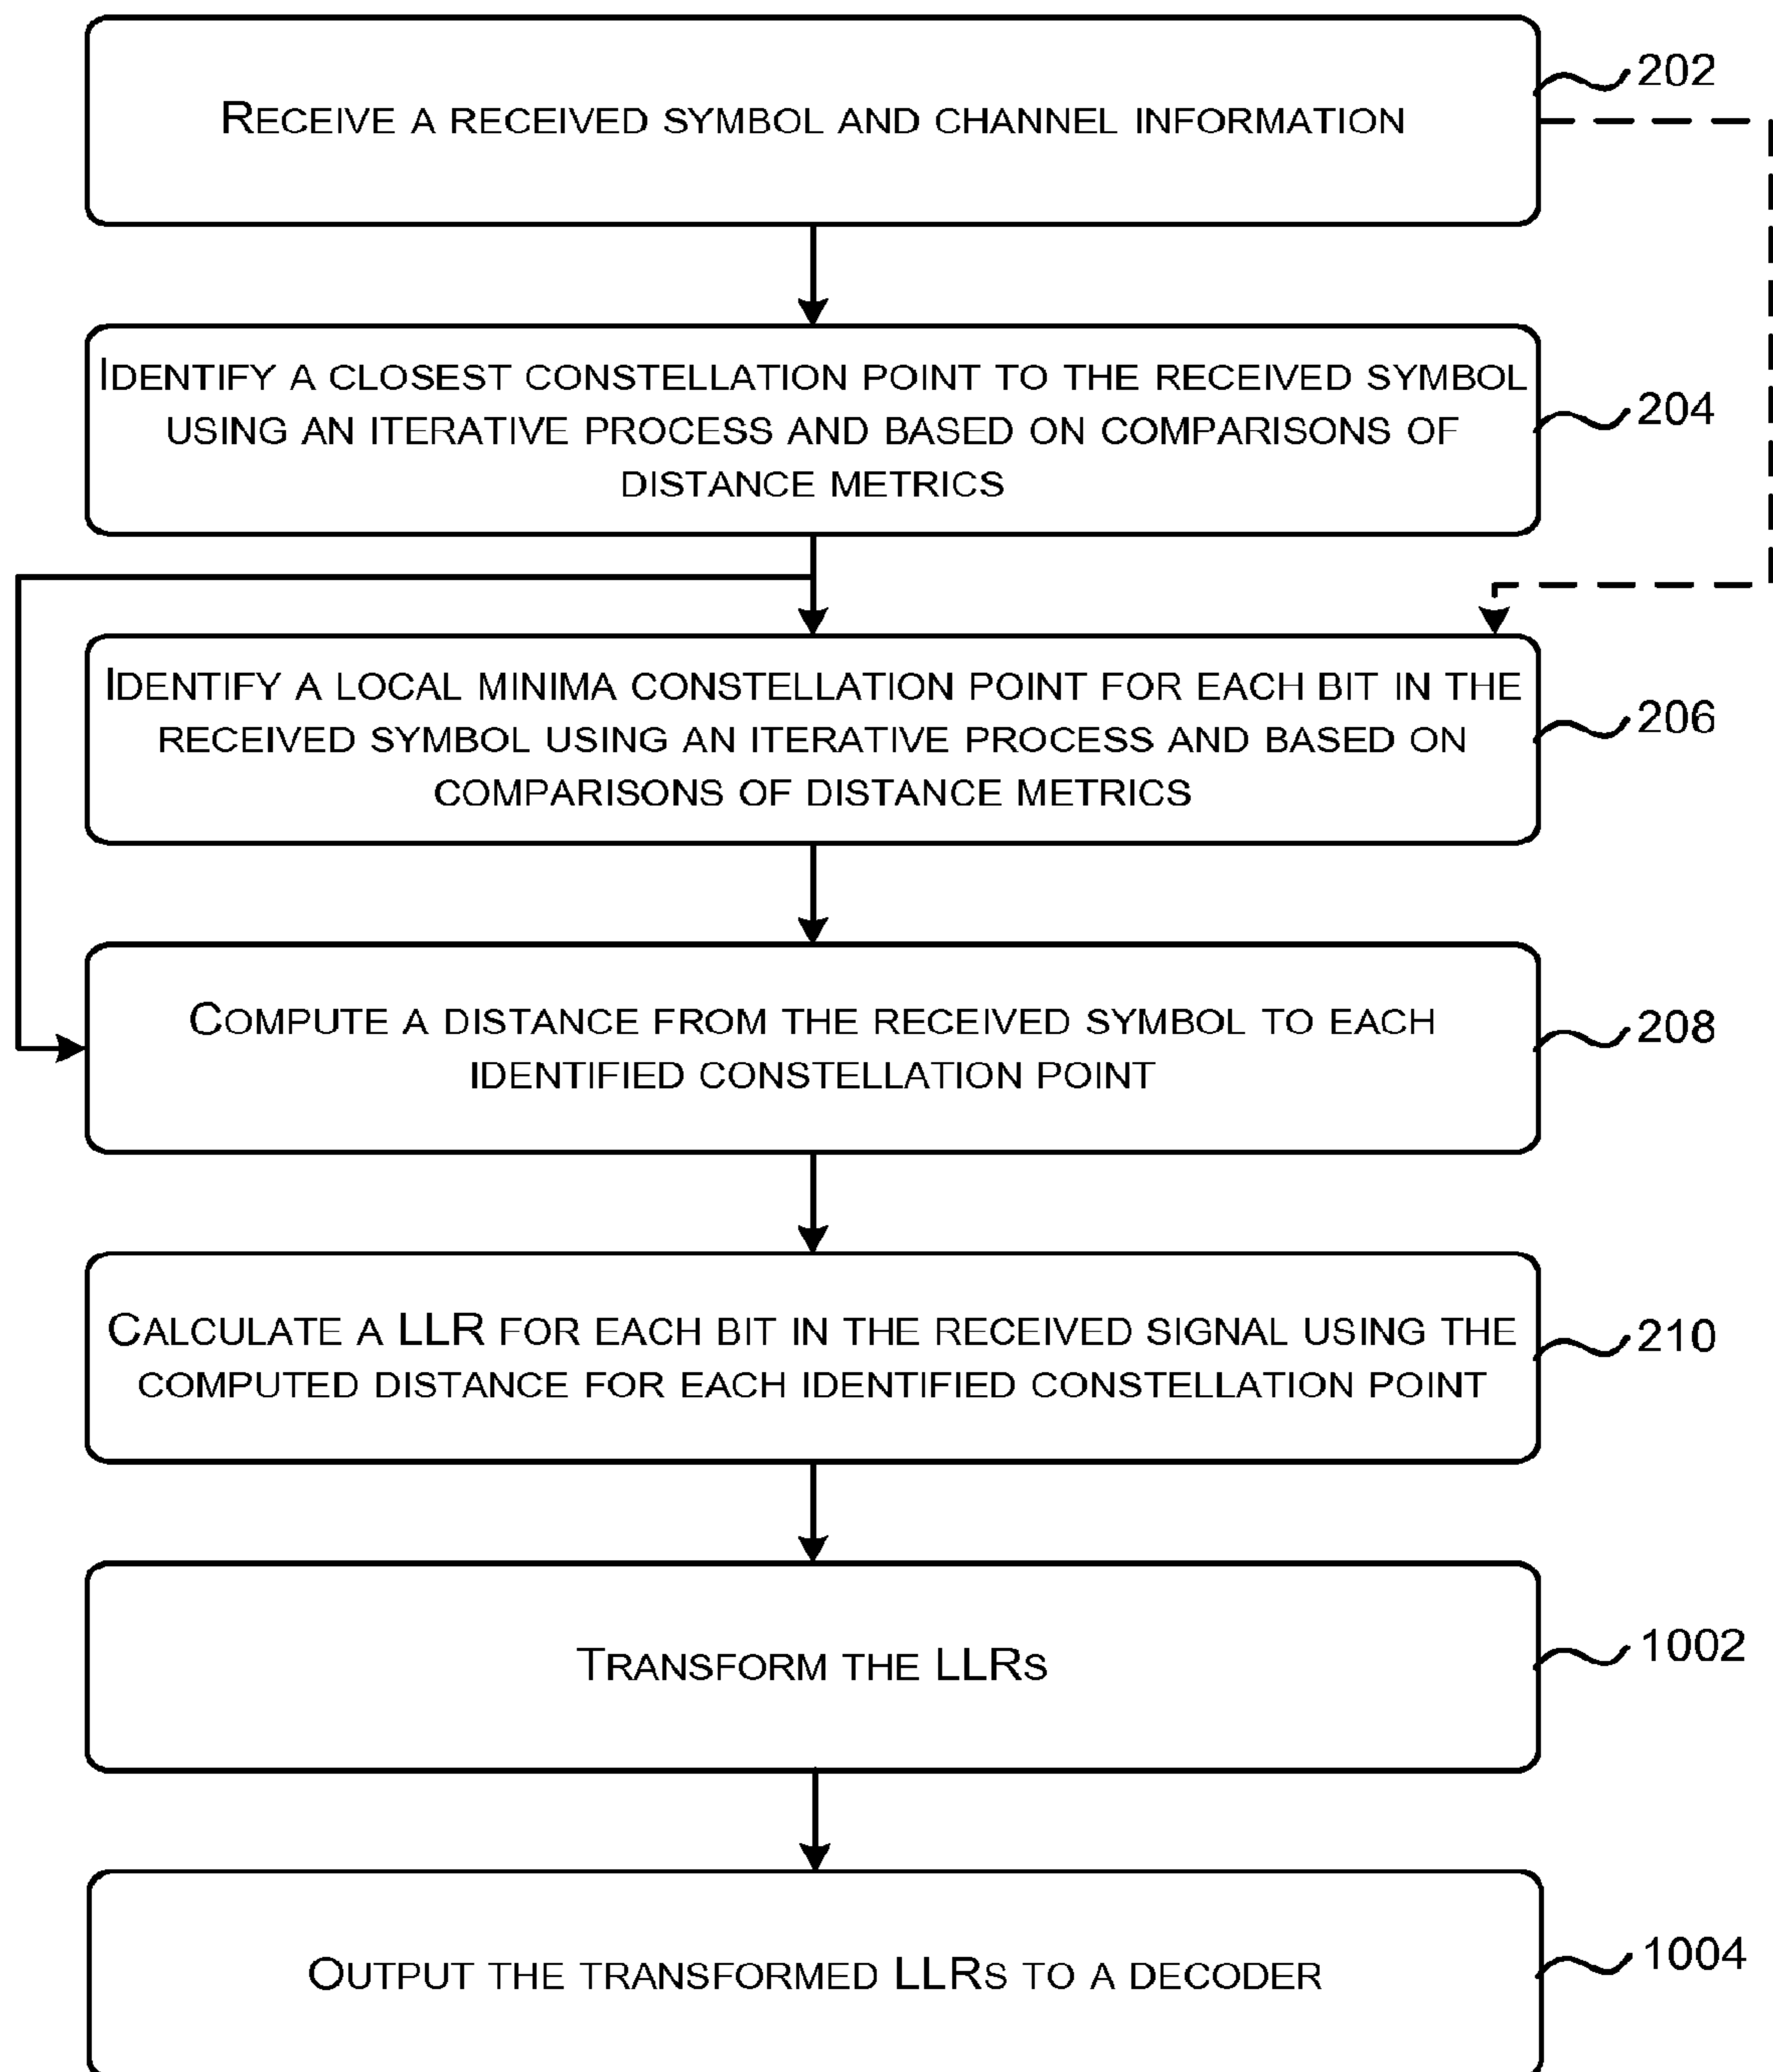 RECEIVE A RECEIVED SYMBOL AND CHANNEL INFORMATION
202
IDENTIFY A CLOSEST CONSTELLATION POINT TO THE RECEIVED SYMBOL
USING AN ITERATIVE PROCESS AND BASED ON COMPARISONS OF
DISTANCE METRICS
204
IDENTIFY A LOCAL MINIMA CONSTELLATION POINT FOR EACH BIT IN THE
RECEIVED SYMBOL USING AN ITERATIVE PROCESS AND BASED ON
COMPARISONS OF DISTANCE METRICS
206
COMPUTE A DISTANCE FROM THE RECEIVED SYMBOL TO EACH
IDENTIFIED CONSTELLATION POINT
208
CALCULATE A LLR FOR EACH BIT IN THE RECEIVED SIGNAL USING THE
COMPUTED DISTANCE FOR EACH IDENTIFIED CONSTELLATION POINT
210
TRANSFORM THE LLRS
1002
OUTPUT THE TRANSFORMED LLRS TO A DECODER
1004